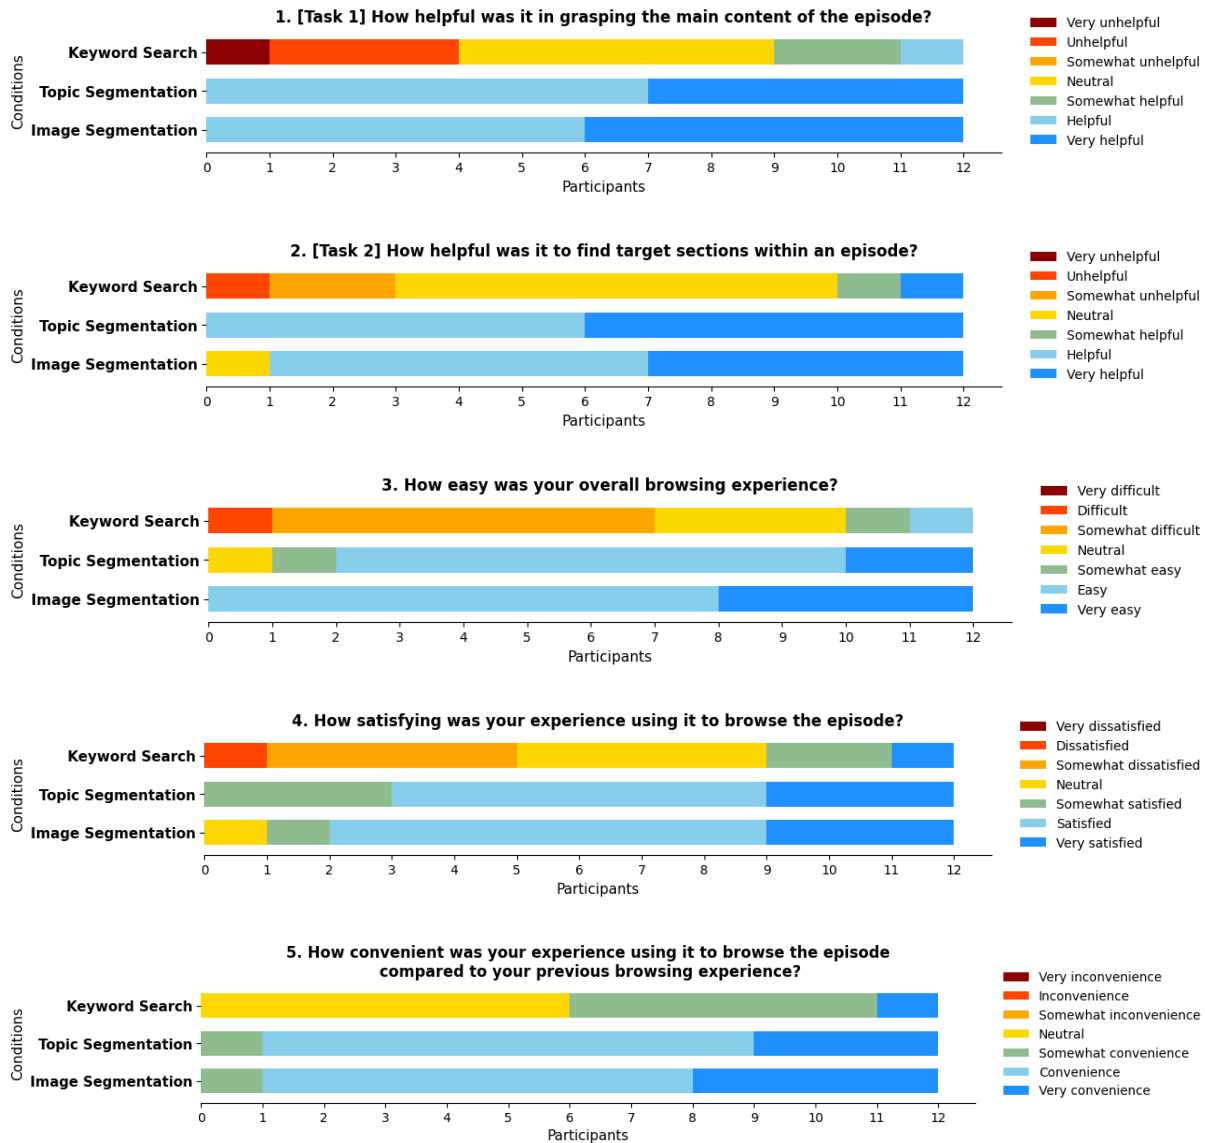 1. [Task 1] How helpful was it in grasping the main content of the episode?
Conditions
Keyword Search
Topic Segmentation
Image Segmentation
0 1 2 3 4 5 6 7 8 9 10 11 12
Participants
Very unhelpful
Unhelpful
Somewhat unhelpful
Neutral
Somewhat helpful
Helpful
Very helpful
2. [Task 2] How helpful was it to find target sections within an episode?
Conditions
Keyword Search
Topic Segmentation
Image Segmentation
0 1 2 3 4 5 6 7 8 9 10 11 12
Participants
Very unhelpful
Unhelpful
Somewhat unhelpful
Neutral
Somewhat helpful
Helpful
Very helpful
3. How easy was your overall browsing experience?
Conditions
Keyword Search
Topic Segmentation
Image Segmentation
0 1 2 3 4 5 6 7 8 9 10 11 12
Participants
Very difficult
Difficult
Somewhat difficult
Neutral
Somewhat easy
Easy
Very easy
4. How satisfying was your experience using it to browse the episode?
Conditions
Keyword Search
Topic Segmentation
Image Segmentation
0 1 2 3 4 5 6 7 8 9 10 11 12
Participants
Very dissatisfied
Dissatisfied
Somewhat dissatisfied
Neutral
Somewhat satisfied
Satisfied
Very satisfied
5. How convenient was your experience using it to browse the episode
compared to your previous browsing experience?
Conditions
Keyword Search
Topic Segmentation
Image Segmentation
0 1 2 3 4 5 6 7 8 9 10 11 12
Participants
Very inconvenience
Inconvenience
Somewhat inconvenience
Neutral
Somewhat convenience
Convenience
Very convenience